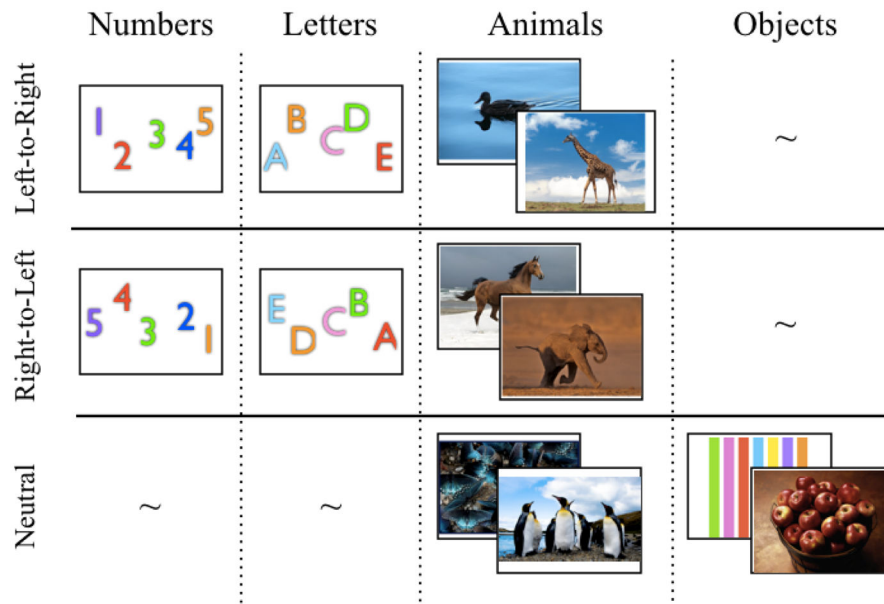 Numbers Letters Animals Objects
Left-to-Right
1 2 3 4 5
A B C D E
~
Right-to-Left
5 4 3 2 1
E D C B A
~
Neutral
~
~